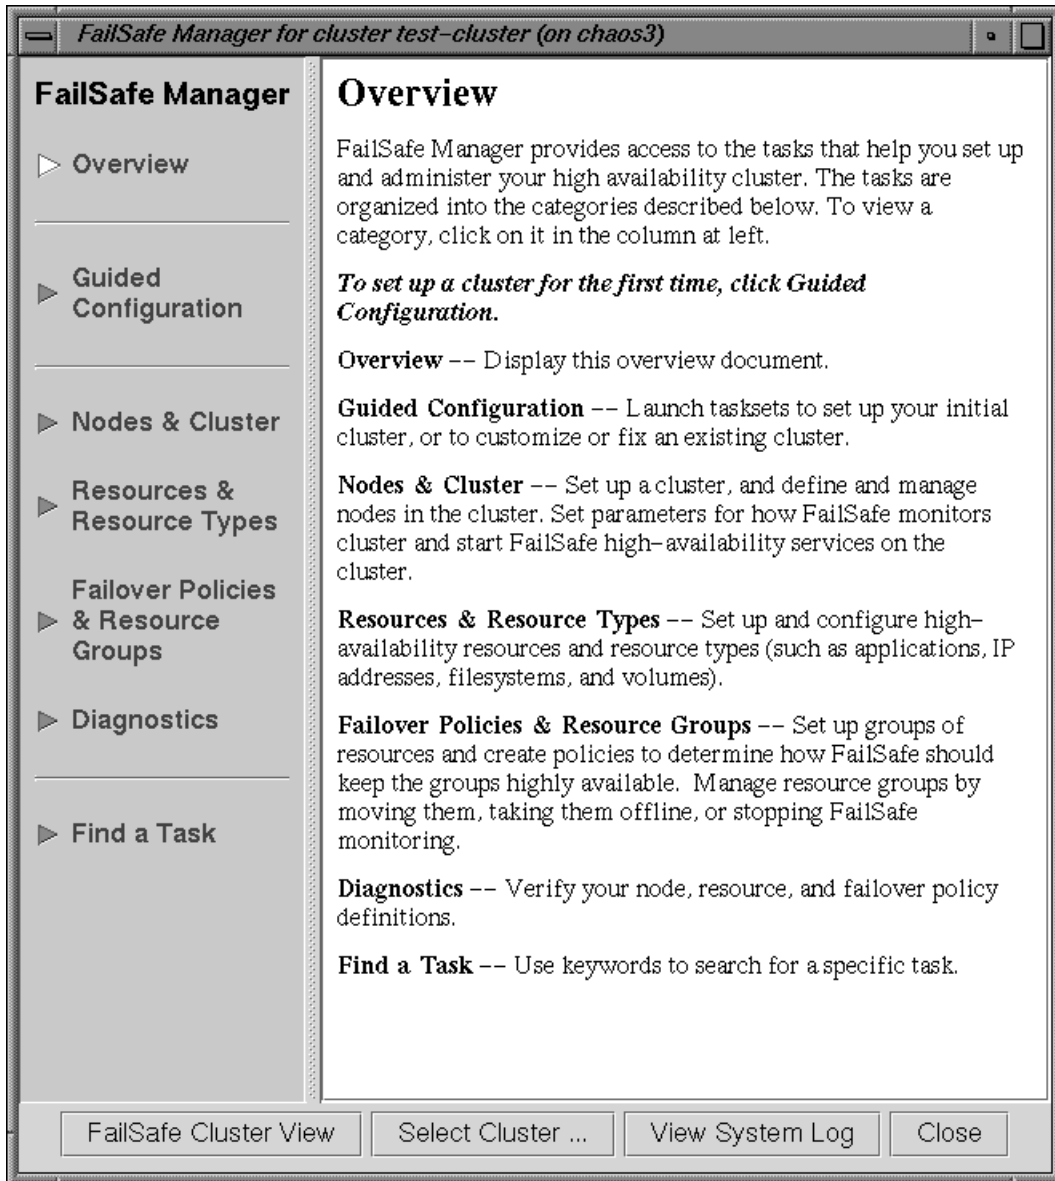 FailSafe Manager for cluster test-cluster (on chaos3)
FailSafe Manager
Overview
Guided
Configuration
Nodes & Cluster
Resources &
Resource Types
Failover Policies
& Resource
Groups
Diagnostics
Find a Task
Overview
FailSafe Manager provides access to the tasks that help you set up
and administer your high availability cluster. The tasks are
organized into the categories described below. To view a
category, click on it in the column at left.
To set up a cluster for the first time, click Guided
Configuration.
Overview -- Display this overview document.
Guided Configuration -- Launch tasksets to set up your initial
cluster, or to customize or fix an existing cluster.
Nodes & Cluster -- Set up a cluster, and define and manage
nodes in the cluster. Set parameters for how FailSafe monitors
cluster and start FailSafe high-availability services on the
cluster.
Resources & Resource Types -- Set up and configure high-
availability resources and resource types (such as applications, IP
addresses, filesystems, and volumes).
Failover Policies & Resource Groups -- Set up groups of
resources and create policies to determine how FailSafe should
keep the groups highly available. Manage resource groups by
moving them, taking them offline, or stopping FailSafe
monitoring.
Diagnostics -- Verify your node, resource, and failover policy
definitions.
Find a Task -- Use keywords to search for a specific task.
FailSafe Cluster View
Select Cluster ...
View System Log
Close